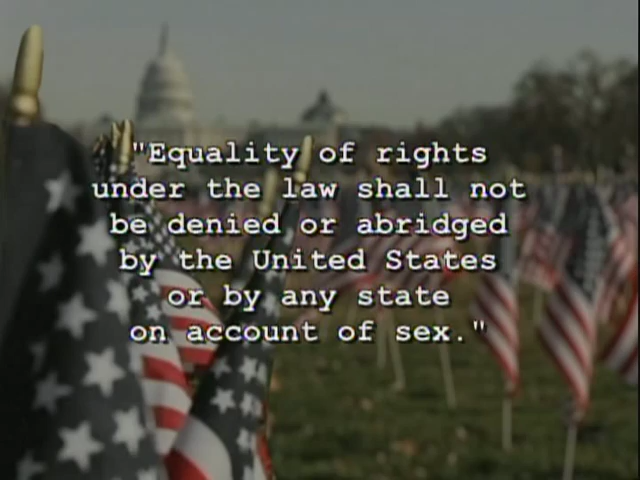 "Equality of rights
under the law shall not
be denied or abridged
by the United States
or by any state
on account of sex."